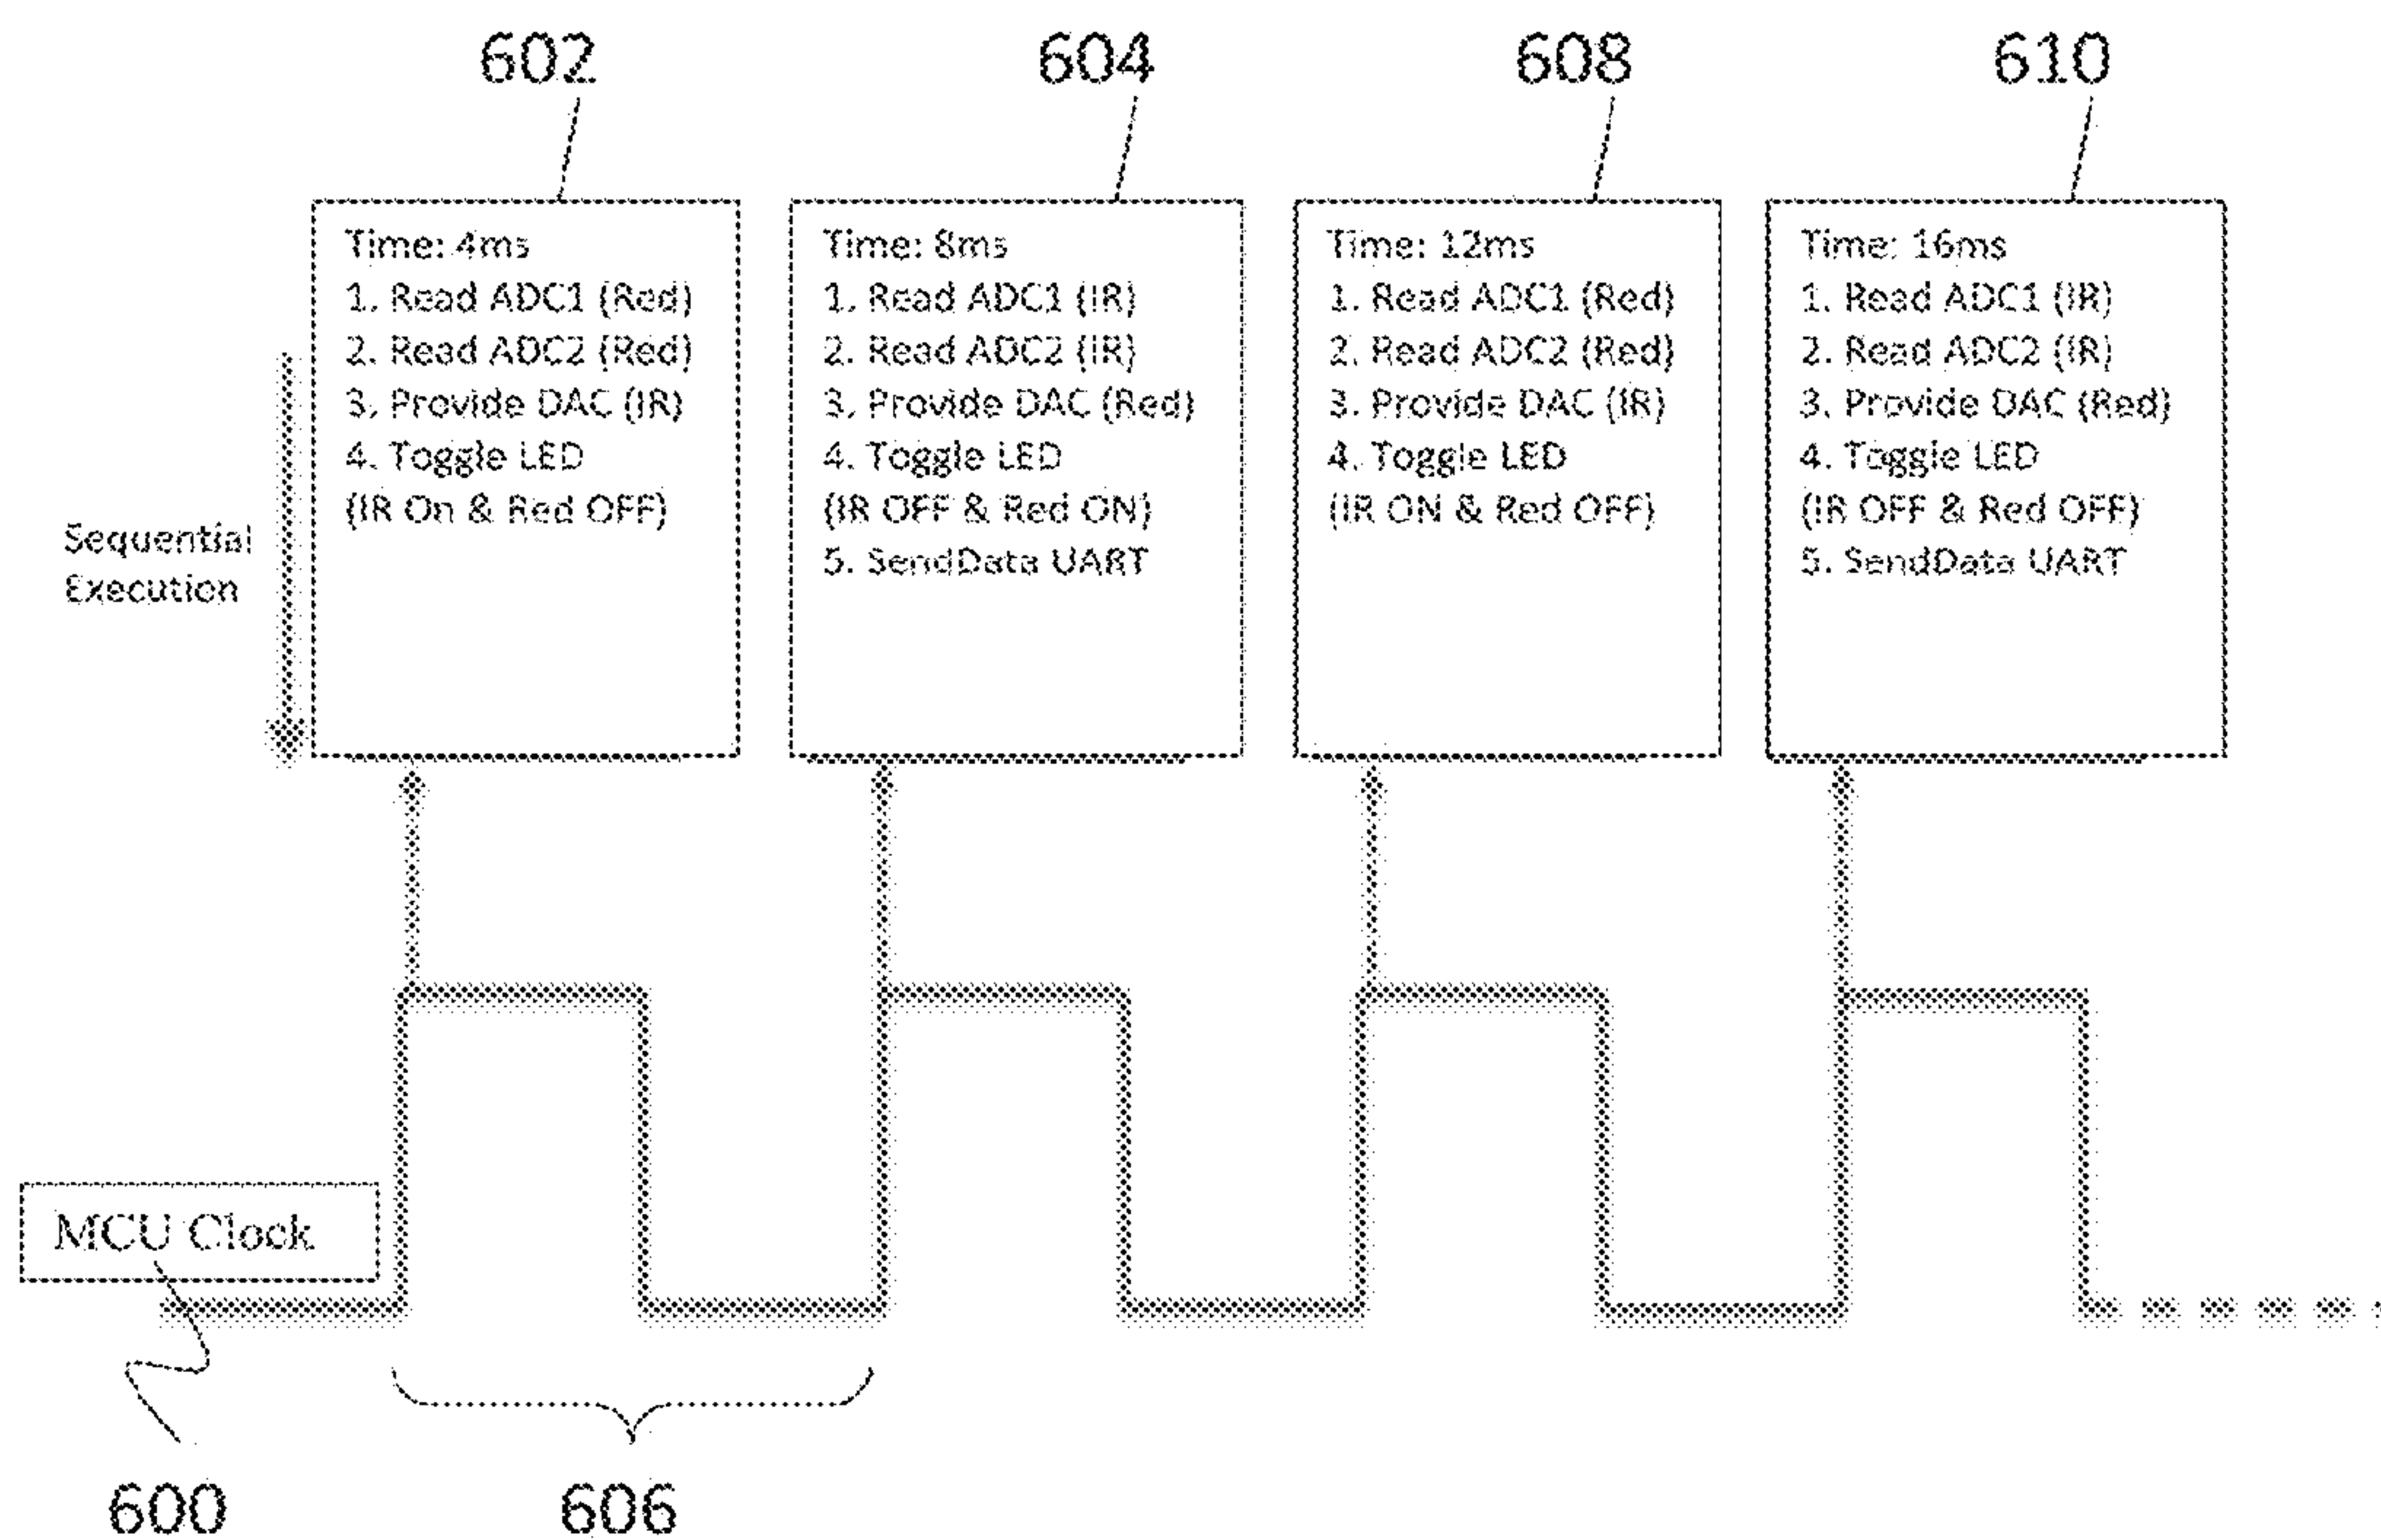 602
604
608
610
Time: 4ms
1. Read ADC1 (Red)
2. Read ADC2 (Red)
3. Provide DAC (IR)
4. Toggle LED
(IR On & Red OFF)
Time: 8ms
1. Read ADC1 (IR)
2. Read ADC2 (IR)
3. Provide DAC (Red)
4. Toggle LED
(IR OFF & Red ON)
5. SendData UART
Time: 12ms
1. Read ADC1 (Red)
2. Read ADC2 (Red)
3. Provide DAC (IR)
4. Toggle LED
(IR ON & Red OFF)
Time: 16ms
1. Read ADC1 (IR)
2. Read ADC2 (IR)
3. Provide DAC (Red)
4. Toggle LED
(IR OFF & Red OFF)
5. SendData UART
Sequential
Execution
MCU Clock
600
606